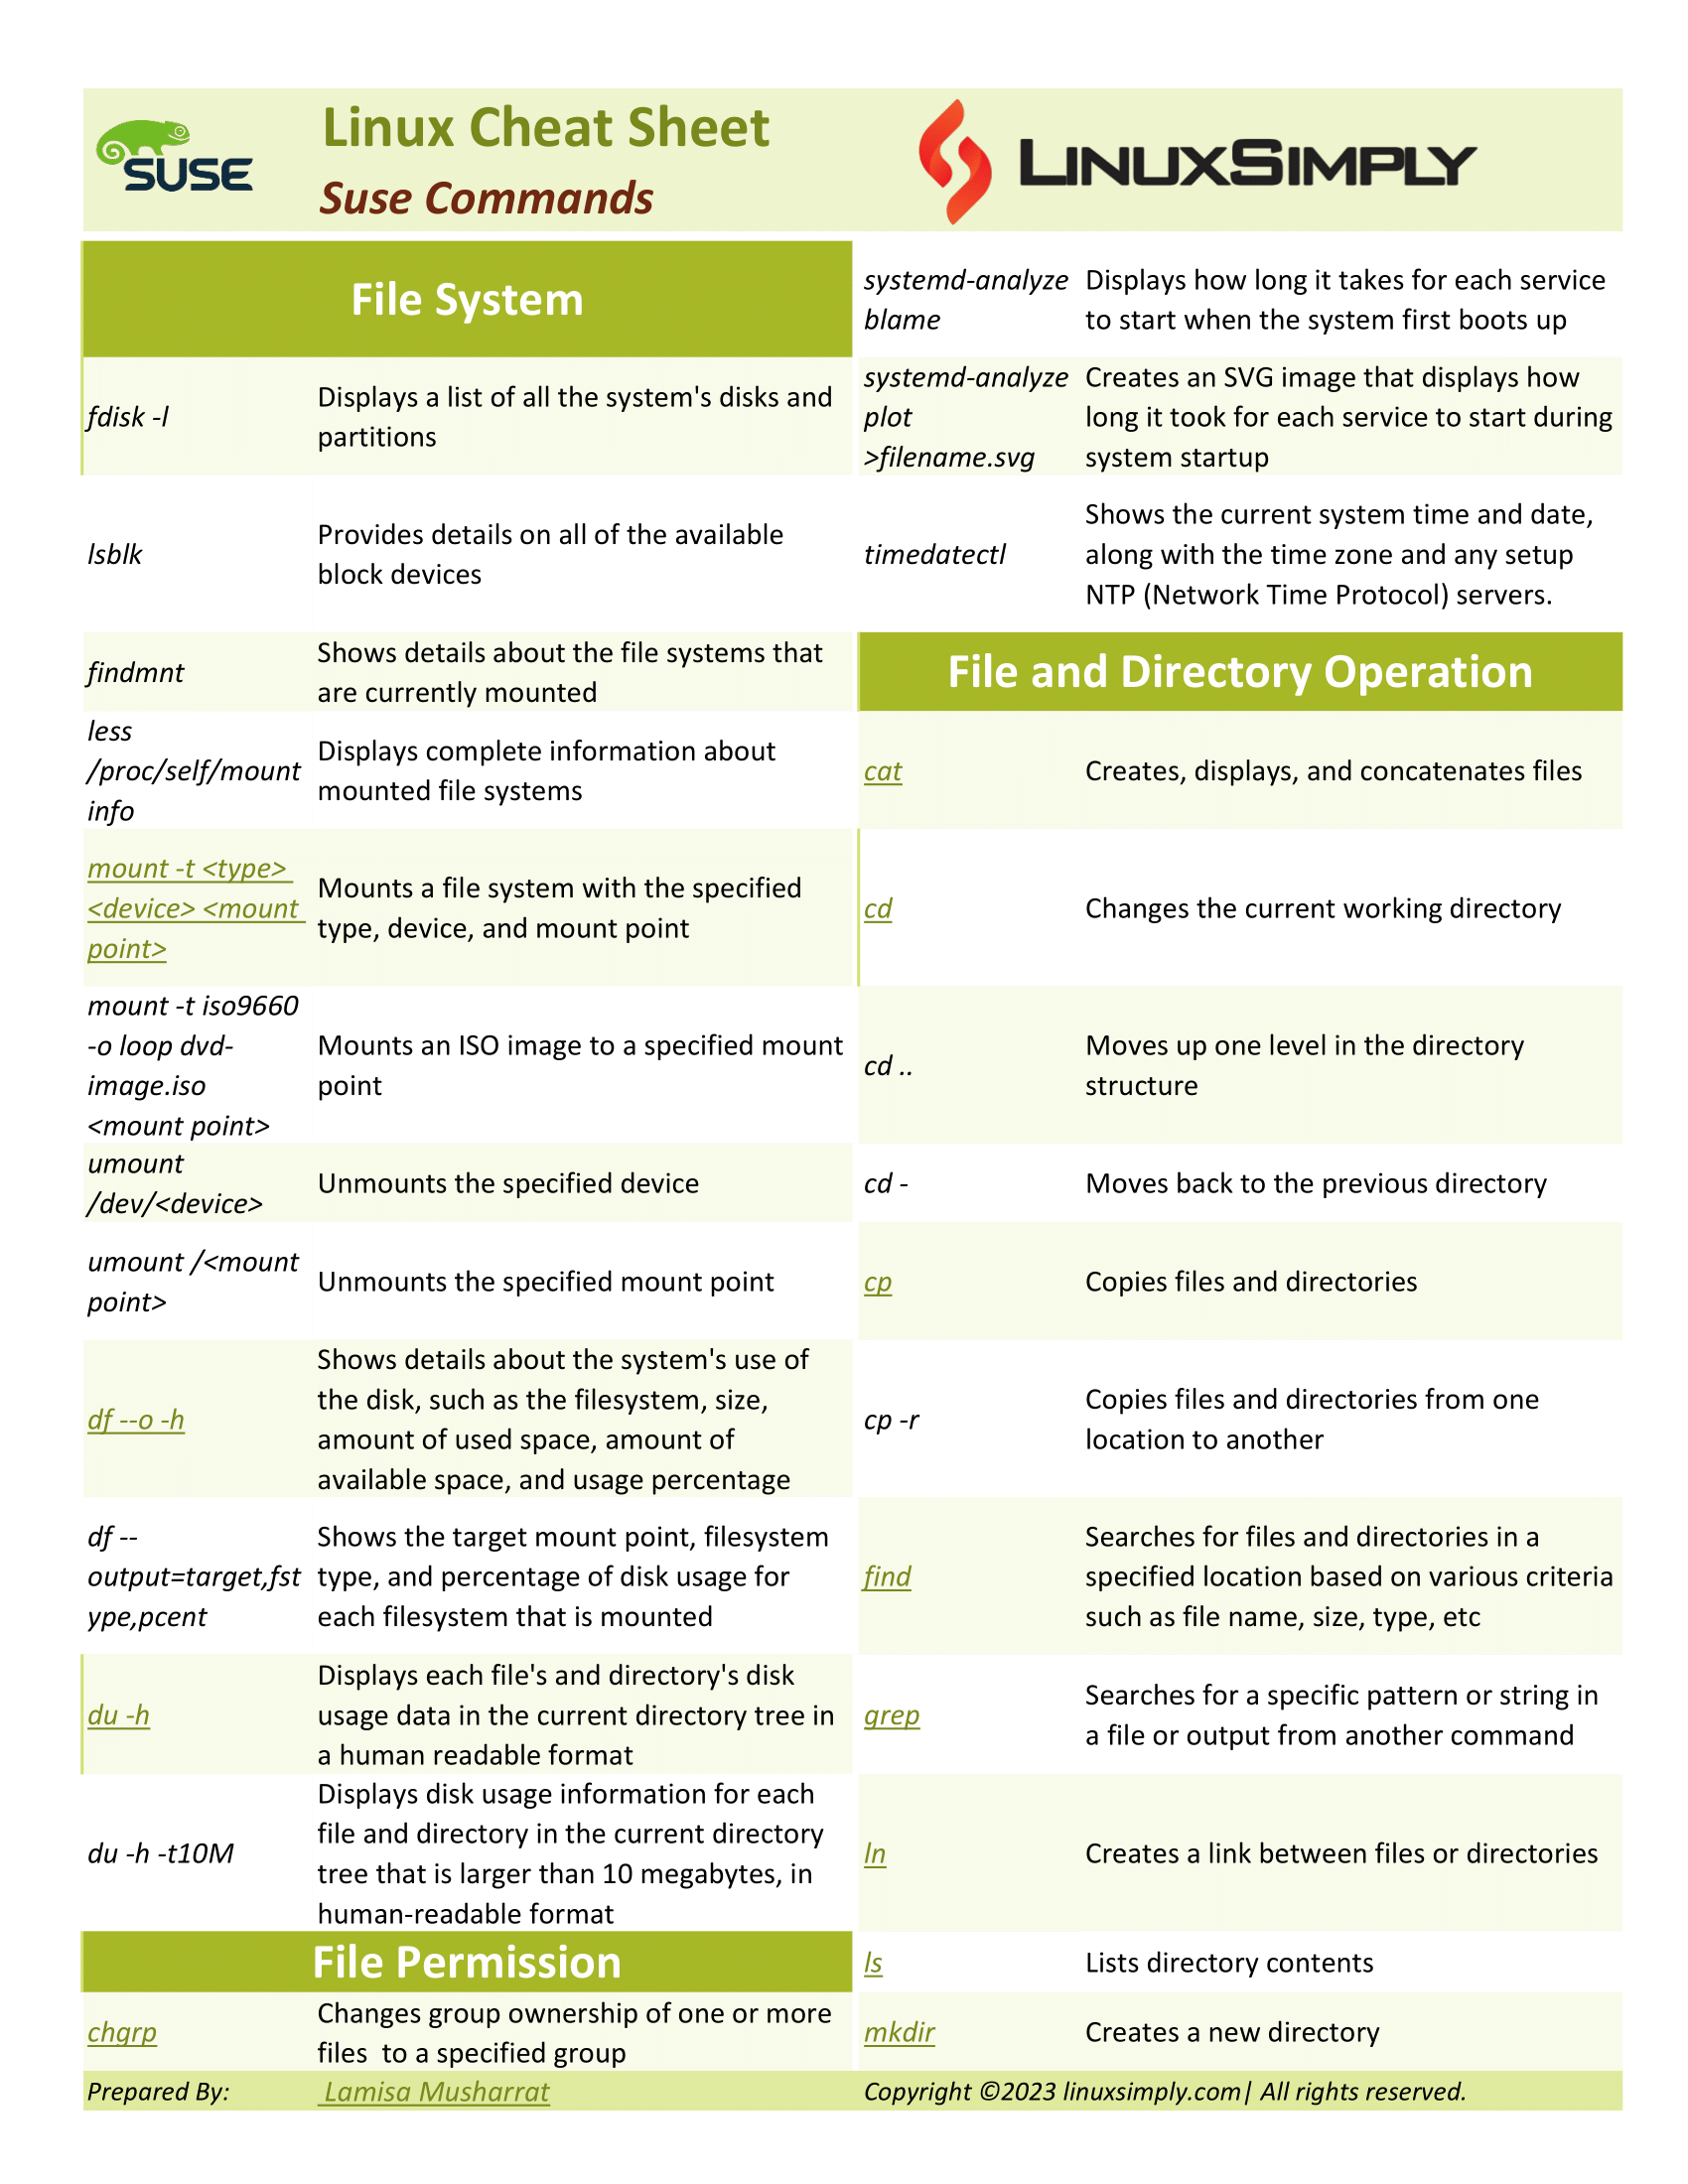 SUSE
Linux Cheat Sheet
Suse Commands
LINUXSIMPLY
File System
fdisk -l
Displays a list of all the system's disks and
partitions
lsblk
Provides details on all of the available
block devices
findmnt
Shows details about the file systems that
are currently mounted
less
/proc/self/mount
info
Displays complete information about
mounted file systems
mount -t <type>
<device> <mount
point>
Mounts a file system with the specified
type, device, and mount point
mount -t iso9660
-o loop dvd-
image.iso
<mount point>
Mounts an ISO image to a specified mount
point
umount
/dev/<device>
Unmounts the specified device
umount /<mount
point>
Unmounts the specified mount point
df --o -h
Shows details about the system's use of
the disk, such as the filesystem, size,
amount of used space, amount of
available space, and usage percentage
df --
output=target,fst
ype,pcent
Shows the target mount point, filesystem
type, and percentage of disk usage for
each filesystem that is mounted
du -h
Displays each file's and directory's disk
usage data in the current directory tree in
a human readable format
du -h -t10M
Displays disk usage information for each
file and directory in the current directory
tree that is larger than 10 megabytes, in
human-readable format
File Permission
chgrp
Changes group ownership of one or more
files  to a specified group
systemd-analyze
blame
Displays how long it takes for each service
to start when the system first boots up
systemd-analyze
plot
>filename.svg
Creates an SVG image that displays how
long it took for each service to start during
system startup
timedatectl
Shows the current system time and date,
along with the time zone and any setup
NTP (Network Time Protocol) servers.
File and Directory Operation
cat
Creates, displays, and concatenates files
cd
Changes the current working directory
cd ..
Moves up one level in the directory
structure
cd -
Moves back to the previous directory
cp
Copies files and directories
cp -r
Copies files and directories from one
location to another
find
Searches for files and directories in a
specified location based on various criteria
such as file name, size, type, etc
grep
Searches for a specific pattern or string in
a file or output from another command
ln
Creates a link between files or directories
ls
Lists directory contents
mkdir
Creates a new directory
Prepared By:
Lamisa Musharrat
Copyright ©2023 linuxsimply.com| All rights reserved.